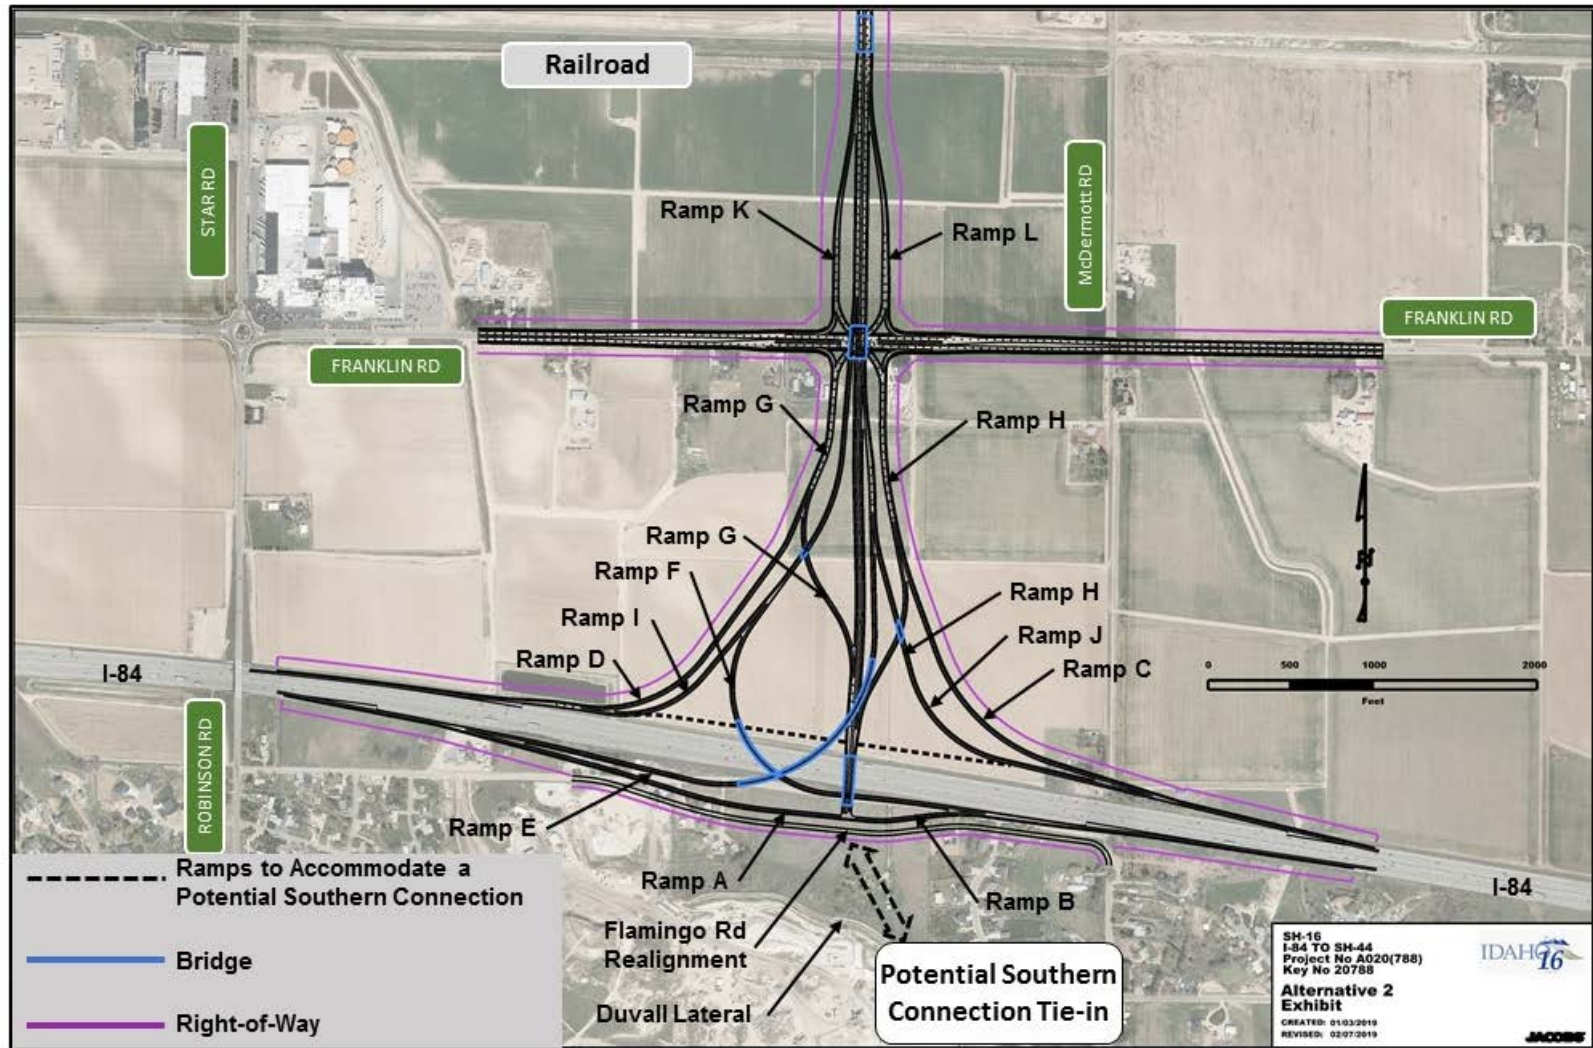 Railroad
STAR RD
McDermott RD
Ramp K
Ramp L
FRANKLIN RD
FRANKLIN RD
Ramp G
Ramp H
Ramp G
Ramp F
Ramp I
Ramp D
Ramp H
Ramp J
Ramp C
I-84
0 500 1000 2000
Feet
ROBINSON RD
Ramp E
Ramp A
Ramp B
I-84
Flamingo Rd
Realignment
Duvall Lateral
Potential Southern
Connection Tie-in
Ramps to Accommodate a
Potential Southern Connection
Bridge
Right-of-Way
SH-16
I-84 TO SH-44
Project No A020(788)
Key No 20788
IDAHO
16
Alternative 2
Exhibit
CREATED: 01/03/2019
REVISED: 02/07/2019
JACOBS